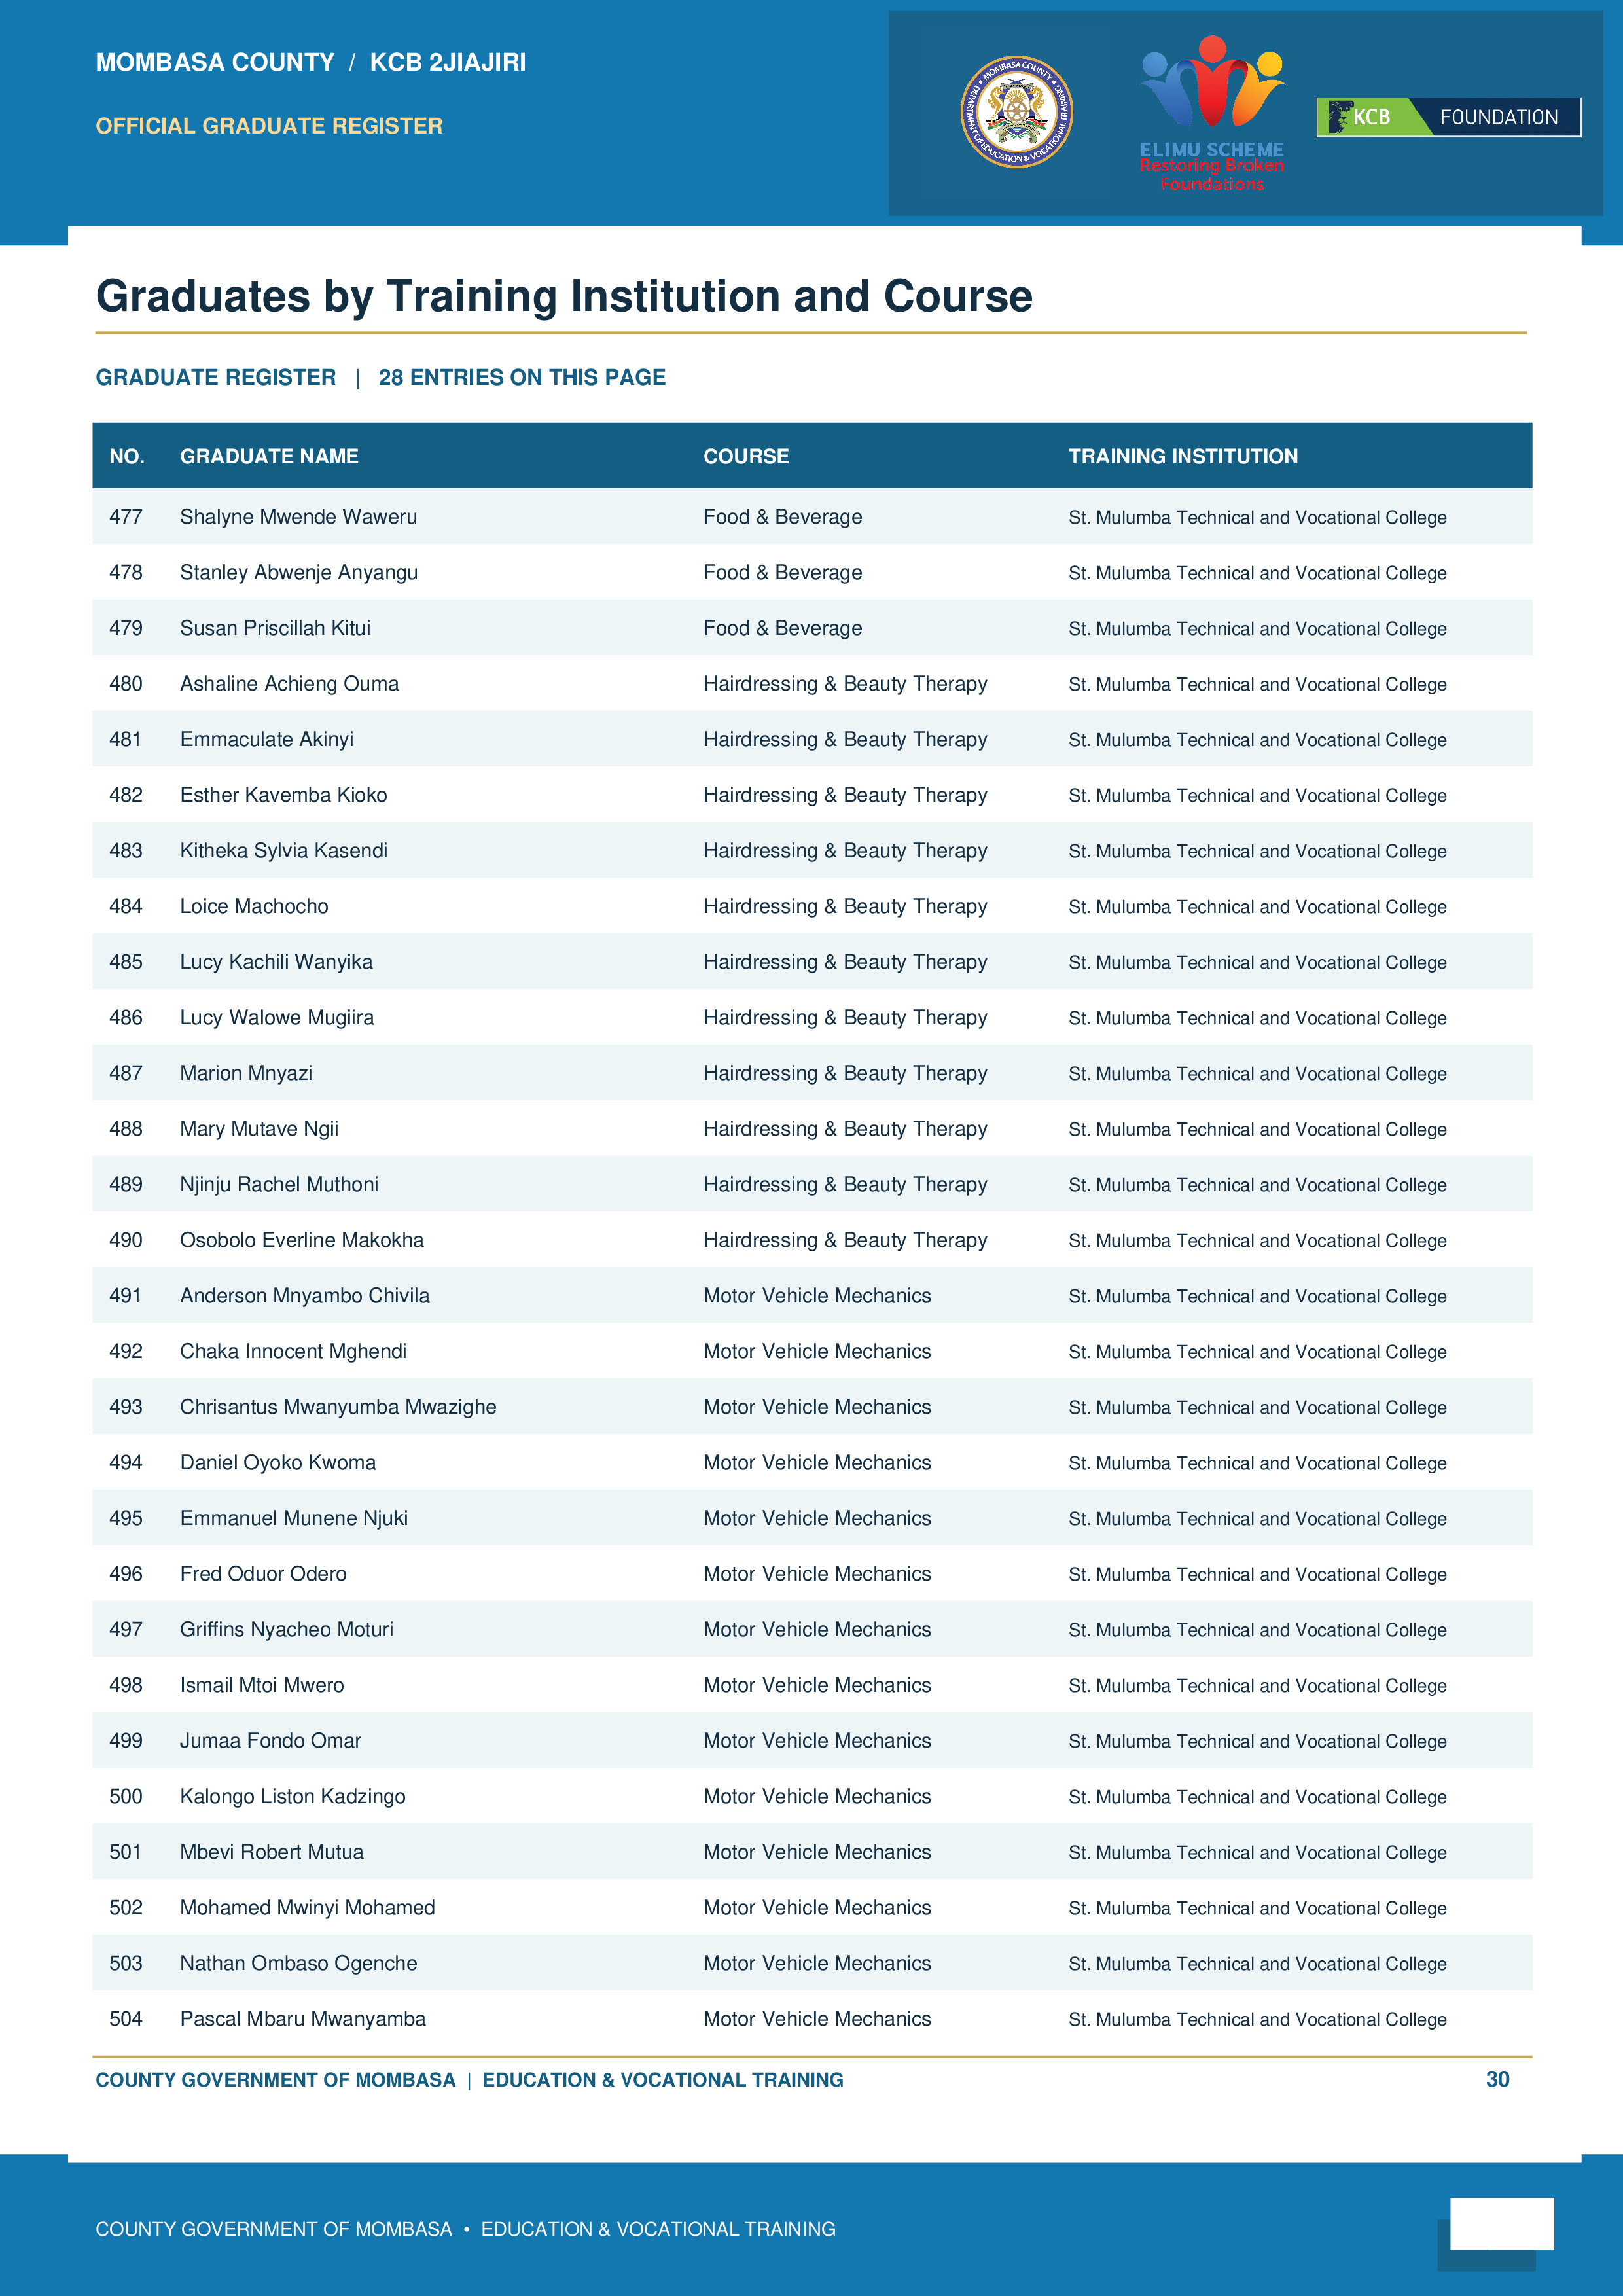 MOMBASA COUNTY / KCB 2JIAJIRI
OFFICIAL GRADUATE REGISTER
MOMBASA COUNTY
DEPARTMENT OF EDUCATION & VOCATIONAL TRAINING
ELIMU SCHEME
Restoring Broken
Foundations
KCB FOUNDATION
Graduates by Training Institution and Course
GRADUATE REGISTER | 28 ENTRIES ON THIS PAGE
NO. GRADUATE NAME COURSE TRAINING INSTITUTION
477 Shalyne Mwende Waweru Food & Beverage St. Mulumba Technical and Vocational College
478 Stanley Abwenje Anyangu Food & Beverage St. Mulumba Technical and Vocational College
479 Susan Priscillah Kitui Food & Beverage St. Mulumba Technical and Vocational College
480 Ashaline Achieng Ouma Hairdressing & Beauty Therapy St. Mulumba Technical and Vocational College
481 Emmaculate Akinyi Hairdressing & Beauty Therapy St. Mulumba Technical and Vocational College
482 Esther Kavemba Kioko Hairdressing & Beauty Therapy St. Mulumba Technical and Vocational College
483 Kitheka Sylvia Kasendi Hairdressing & Beauty Therapy St. Mulumba Technical and Vocational College
484 Loice Machocho Hairdressing & Beauty Therapy St. Mulumba Technical and Vocational College
485 Lucy Kachili Wanyika Hairdressing & Beauty Therapy St. Mulumba Technical and Vocational College
486 Lucy Walowe Mugiira Hairdressing & Beauty Therapy St. Mulumba Technical and Vocational College
487 Marion Mnyazi Hairdressing & Beauty Therapy St. Mulumba Technical and Vocational College
488 Mary Mutave Ngii Hairdressing & Beauty Therapy St. Mulumba Technical and Vocational College
489 Njinju Rachel Muthoni Hairdressing & Beauty Therapy St. Mulumba Technical and Vocational College
490 Osobolo Everline Makokha Hairdressing & Beauty Therapy St. Mulumba Technical and Vocational College
491 Anderson Mnyambo Chivila Motor Vehicle Mechanics St. Mulumba Technical and Vocational College
492 Chaka Innocent Mghendi Motor Vehicle Mechanics St. Mulumba Technical and Vocational College
493 Chrisantus Mwanyumba Mwazighe Motor Vehicle Mechanics St. Mulumba Technical and Vocational College
494 Daniel Oyoko Kwoma Motor Vehicle Mechanics St. Mulumba Technical and Vocational College
495 Emmanuel Munene Njuki Motor Vehicle Mechanics St. Mulumba Technical and Vocational College
496 Fred Oduor Odero Motor Vehicle Mechanics St. Mulumba Technical and Vocational College
497 Griffins Nyacheo Moturi Motor Vehicle Mechanics St. Mulumba Technical and Vocational College
498 Ismail Mtoi Mwero Motor Vehicle Mechanics St. Mulumba Technical and Vocational College
499 Jumaa Fondo Omar Motor Vehicle Mechanics St. Mulumba Technical and Vocational College
500 Kalongo Liston Kadzingo Motor Vehicle Mechanics St. Mulumba Technical and Vocational College
501 Mbevi Robert Mutua Motor Vehicle Mechanics St. Mulumba Technical and Vocational College
502 Mohamed Mwinyi Mohamed Motor Vehicle Mechanics St. Mulumba Technical and Vocational College
503 Nathan Ombaso Ogenche Motor Vehicle Mechanics St. Mulumba Technical and Vocational College
504 Pascal Mbaru Mwanyamba Motor Vehicle Mechanics St. Mulumba Technical and Vocational College
COUNTY GOVERNMENT OF MOMBASA | EDUCATION & VOCATIONAL TRAINING 30
COUNTY GOVERNMENT OF MOMBASA • EDUCATION & VOCATIONAL TRAINING